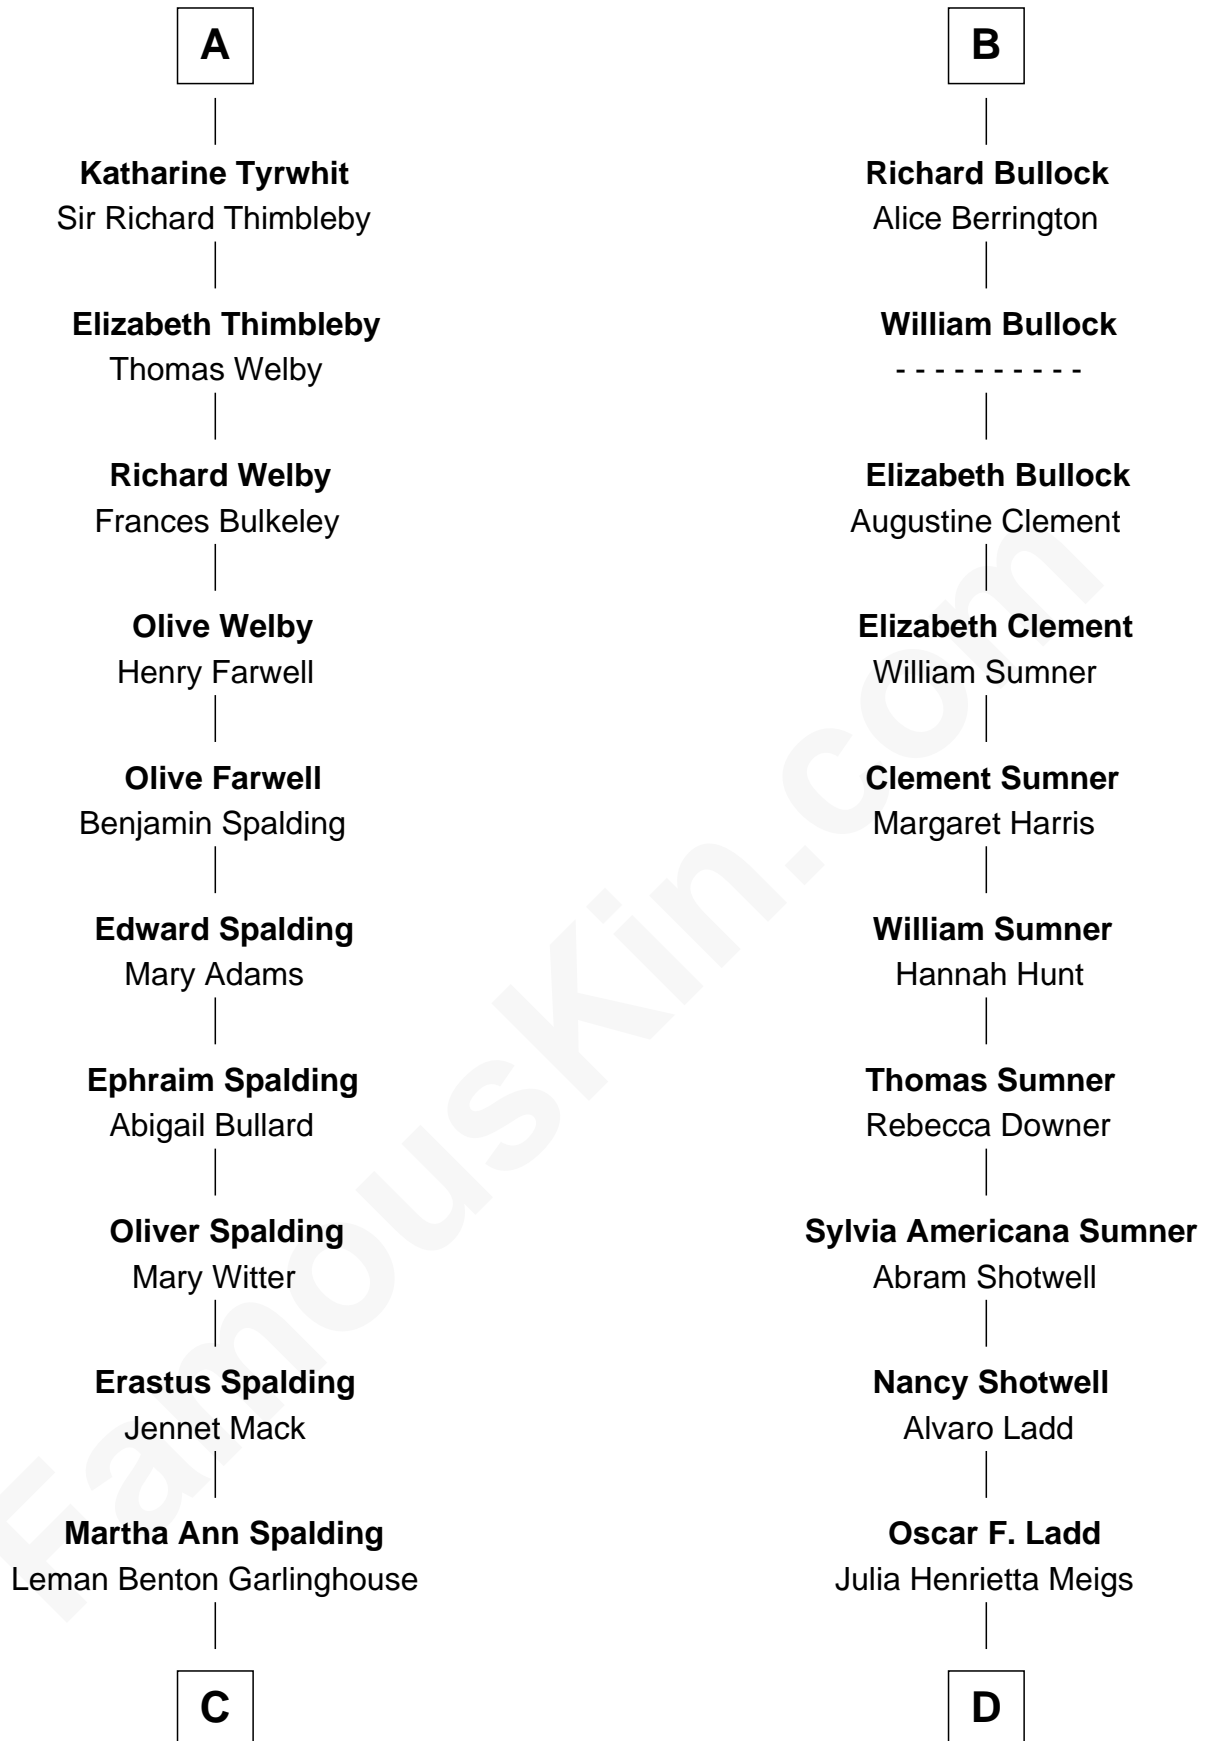 A
Katharine Tyrwhit
Sir Richard Thimbleby
Elizabeth Thimbleby
Thomas Welby
Richard Welby
Frances Bulkeley
Olive Welby
Henry Farwell
Olive Farwell
Benjamin Spalding
Edward Spalding
Mary Adams
Ephraim Spalding
Abigail Bullard
Oliver Spalding
Mary Witter
Erastus Spalding
Jennet Mack
Martha Ann Spalding
Leman Benton Garlinghouse
C
B
Richard Bullock
Alice Berrington
William Bullock
- - - - - - - - - -
Elizabeth Bullock
Augustine Clement
Elizabeth Clement
William Sumner
Clement Sumner
Margaret Harris
William Sumner
Hannah Hunt
Thomas Sumner
Rebecca Downer
Sylvia Americana Sumner
Abram Shotwell
Nancy Shotwell
Alvaro Ladd
Oscar F. Ladd
Julia Henrietta Meigs
D
FamousKin.com